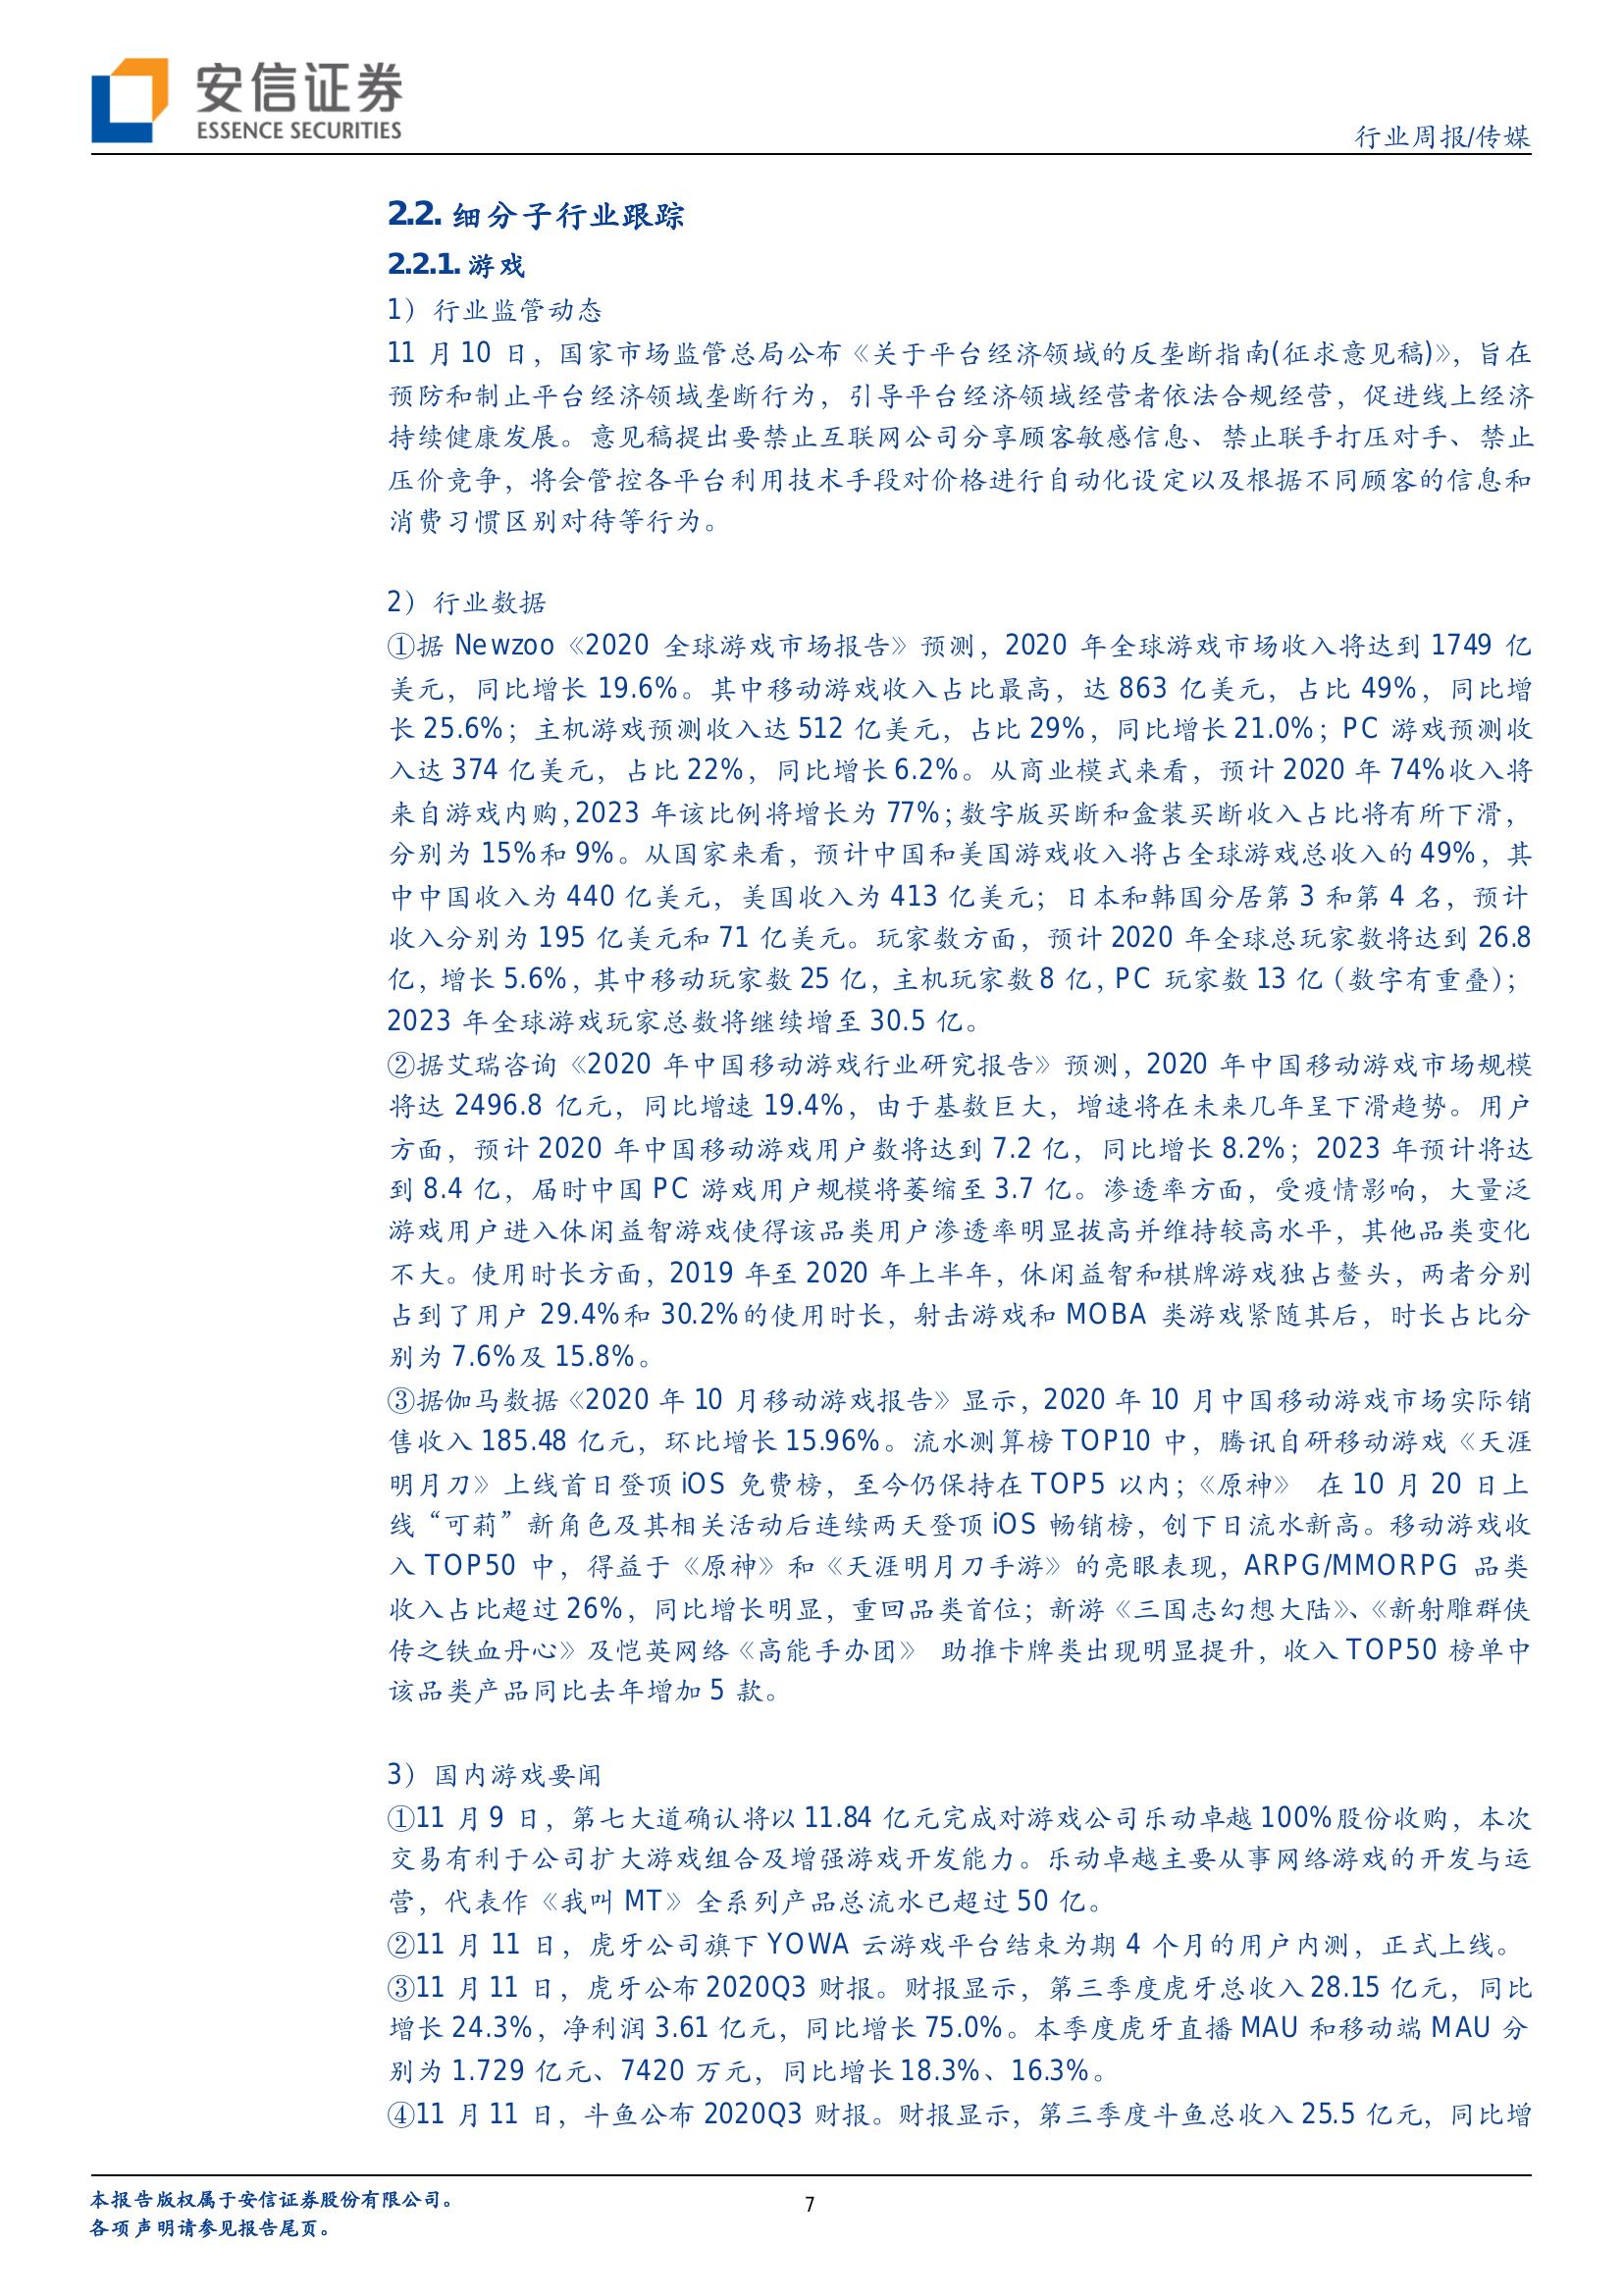 安信证券
ESSENCE SECURITIES
行业周报/传媒
2.2. 细分子行业跟踪
2.2.1. 游戏
1）行业监管动态
11 月 10 日，国家市场监管总局公布《关于平台经济领域的反垄断指南(征求意见稿)》，旨在
预防和制止平台经济领域垄断行为，引导平台经济领域经营者依法合规经营，促进线上经济
持续健康发展。意见稿提出要禁止互联网公司分享顾客敏感信息、禁止联手打压对手、禁止
压价竞争，将会管控各平台利用技术手段对价格进行自动化设定以及根据不同顾客的信息和
消费习惯区别对待等行为。
2）行业数据
①据 Newzoo《2020 全球游戏市场报告》预测，2020 年全球游戏市场收入将达到 1749 亿
美元，同比增长 19.6%。其中移动游戏收入占比最高，达 863 亿美元，占比 49%，同比增
长 25.6%；主机游戏预测收入达 512 亿美元，占比 29%，同比增长 21.0%；PC 游戏预测收
入达 374 亿美元，占比 22%，同比增长 6.2%。从商业模式来看，预计 2020 年 74%收入将
来自游戏内购，2023 年该比例将增长为 77%；数字版买断和盒装买断收入占比将有所下滑，
分别为 15%和 9%。从国家来看，预计中国和美国游戏收入将占全球游戏总收入的 49%，其
中中国收入为 440 亿美元，美国收入为 413 亿美元；日本和韩国分居第 3 和第 4 名，预计
收入分别为 195 亿美元和 71 亿美元。玩家数方面，预计 2020 年全球总玩家数将达到 26.8
亿，增长 5.6%，其中移动玩家数 25 亿，主机玩家数 8 亿，PC 玩家数 13 亿（数字有重叠）；
2023 年全球游戏玩家总数将继续增至 30.5 亿。
②据艾瑞咨询《2020 年中国移动游戏行业研究报告》预测，2020 年中国移动游戏市场规模
将达 2496.8 亿元，同比增速 19.4%，由于基数巨大，增速将在未来几年呈下滑趋势。用户
方面，预计 2020 年中国移动游戏用户数将达到 7.2 亿，同比增长 8.2%；2023 年预计将达
到 8.4 亿，届时中国 PC 游戏用户规模将萎缩至 3.7 亿。渗透率方面，受疫情影响，大量泛
游戏用户进入休闲益智游戏使得该品类用户渗透率明显拔高并维持较高水平，其他品类变化
不大。使用时长方面，2019 年至 2020 年上半年，休闲益智和棋牌游戏独占鳌头，两者分别
占到了用户 29.4%和 30.2%的使用时长，射击游戏和 MOBA 类游戏紧随其后，时长占比分
别为 7.6%及 15.8%。
③据伽马数据《2020 年 10 月移动游戏报告》显示，2020 年 10 月中国移动游戏市场实际销
售收入 185.48 亿元，环比增长 15.96%。流水测算榜 TOP10 中，腾讯自研移动游戏《天涯
明月刀》上线首日登顶 iOS 免费榜，至今仍保持在 TOP5 以内；《原神》 在 10 月 20 日上
线“可莉”新角色及其相关活动后连续两天登顶 iOS 畅销榜，创下日流水新高。移动游戏收
入 TOP50 中，得益于《原神》和《天涯明月刀手游》的亮眼表现，ARPG/MMORPG 品类
收入占比超过 26%，同比增长明显，重回品类首位；新游《三国志幻想大陆》、《新射雕群侠
传之铁血丹心》及恺英网络《高能手办团》 助推卡牌类出现明显提升，收入 TOP50 榜单中
该品类产品同比去年增加 5 款。
3）国内游戏要闻
①11 月 9 日，第七大道确认将以 11.84 亿元完成对游戏公司乐动卓越 100%股份收购，本次
交易有利于公司扩大游戏组合及增强游戏开发能力。乐动卓越主要从事网络游戏的开发与运
营，代表作《我叫 MT》全系列产品总流水已超过 50 亿。
②11 月 11 日，虎牙公司旗下 YOWA 云游戏平台结束为期 4 个月的用户内测，正式上线。
③11 月 11 日，虎牙公布 2020Q3 财报。财报显示，第三季度虎牙总收入 28.15 亿元，同比
增长 24.3%，净利润 3.61 亿元，同比增长 75.0%。本季度虎牙直播 MAU 和移动端 MAU 分
别为 1.729 亿元、7420 万元，同比增长 18.3%、16.3%。
④11 月 11 日，斗鱼公布 2020Q3 财报。财报显示，第三季度斗鱼总收入 25.5 亿元，同比增
本报告版权属于安信证券股份有限公司。
各项声明请参见报告尾页。
7